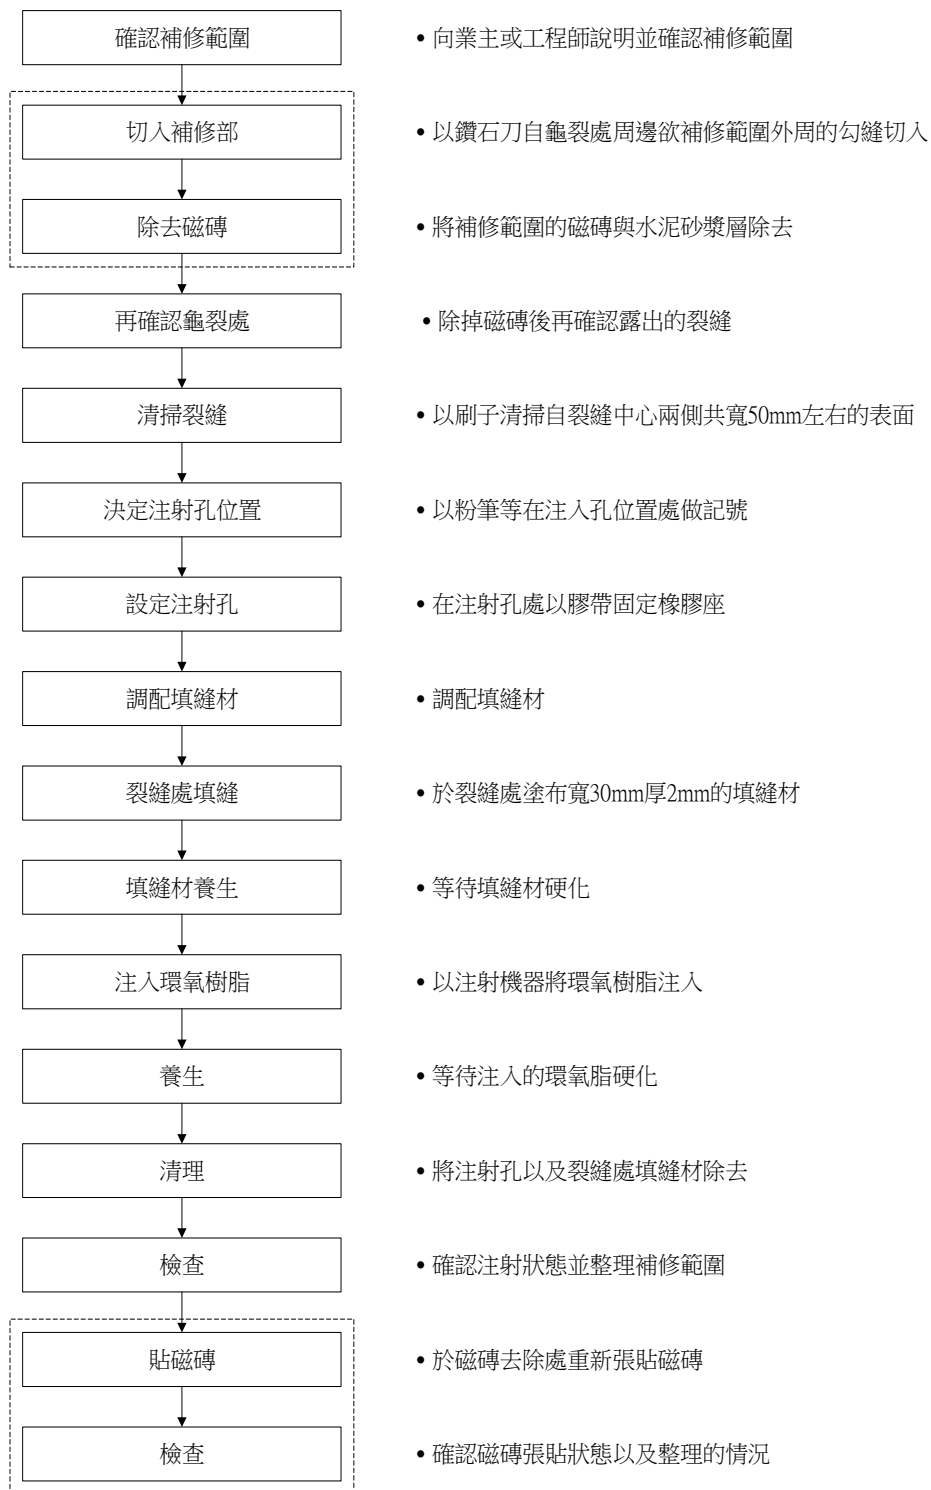 確認補修範圍
•向業主或工程師說明並確認補修範圍
切入補修部
•以鑽石刀自龜裂處周邊欲補修範圍外周的勾縫切入
除去磁磚
•將補修範圍的磁磚與水泥砂漿層除去
再確認龜裂處
•除掉磁磚後再確認露出的裂縫
清掃裂縫
•以刷子清掃自裂縫中心兩側共寬50mm左右的表面
決定注射孔位置
•以粉筆等在注入孔位置處做記號
設定注射孔
•在注射孔處以膠帶固定橡膠座
調配填縫材
•調配填縫材
裂縫處填縫
•於裂縫處塗布寬30mm厚2mm的填縫材
填縫材養生
•等待填縫材硬化
注入環氧樹脂
•以注射機器將環氧樹脂注入
養生
•等待注入的環氧脂硬化
清理
•將注射孔以及裂縫處填縫材除去
檢查
•確認注射狀態並整理補修範圍
貼磁磚
•於磁磚去除處重新張貼磁磚
檢查
•確認磁磚張貼狀態以及整理的情況